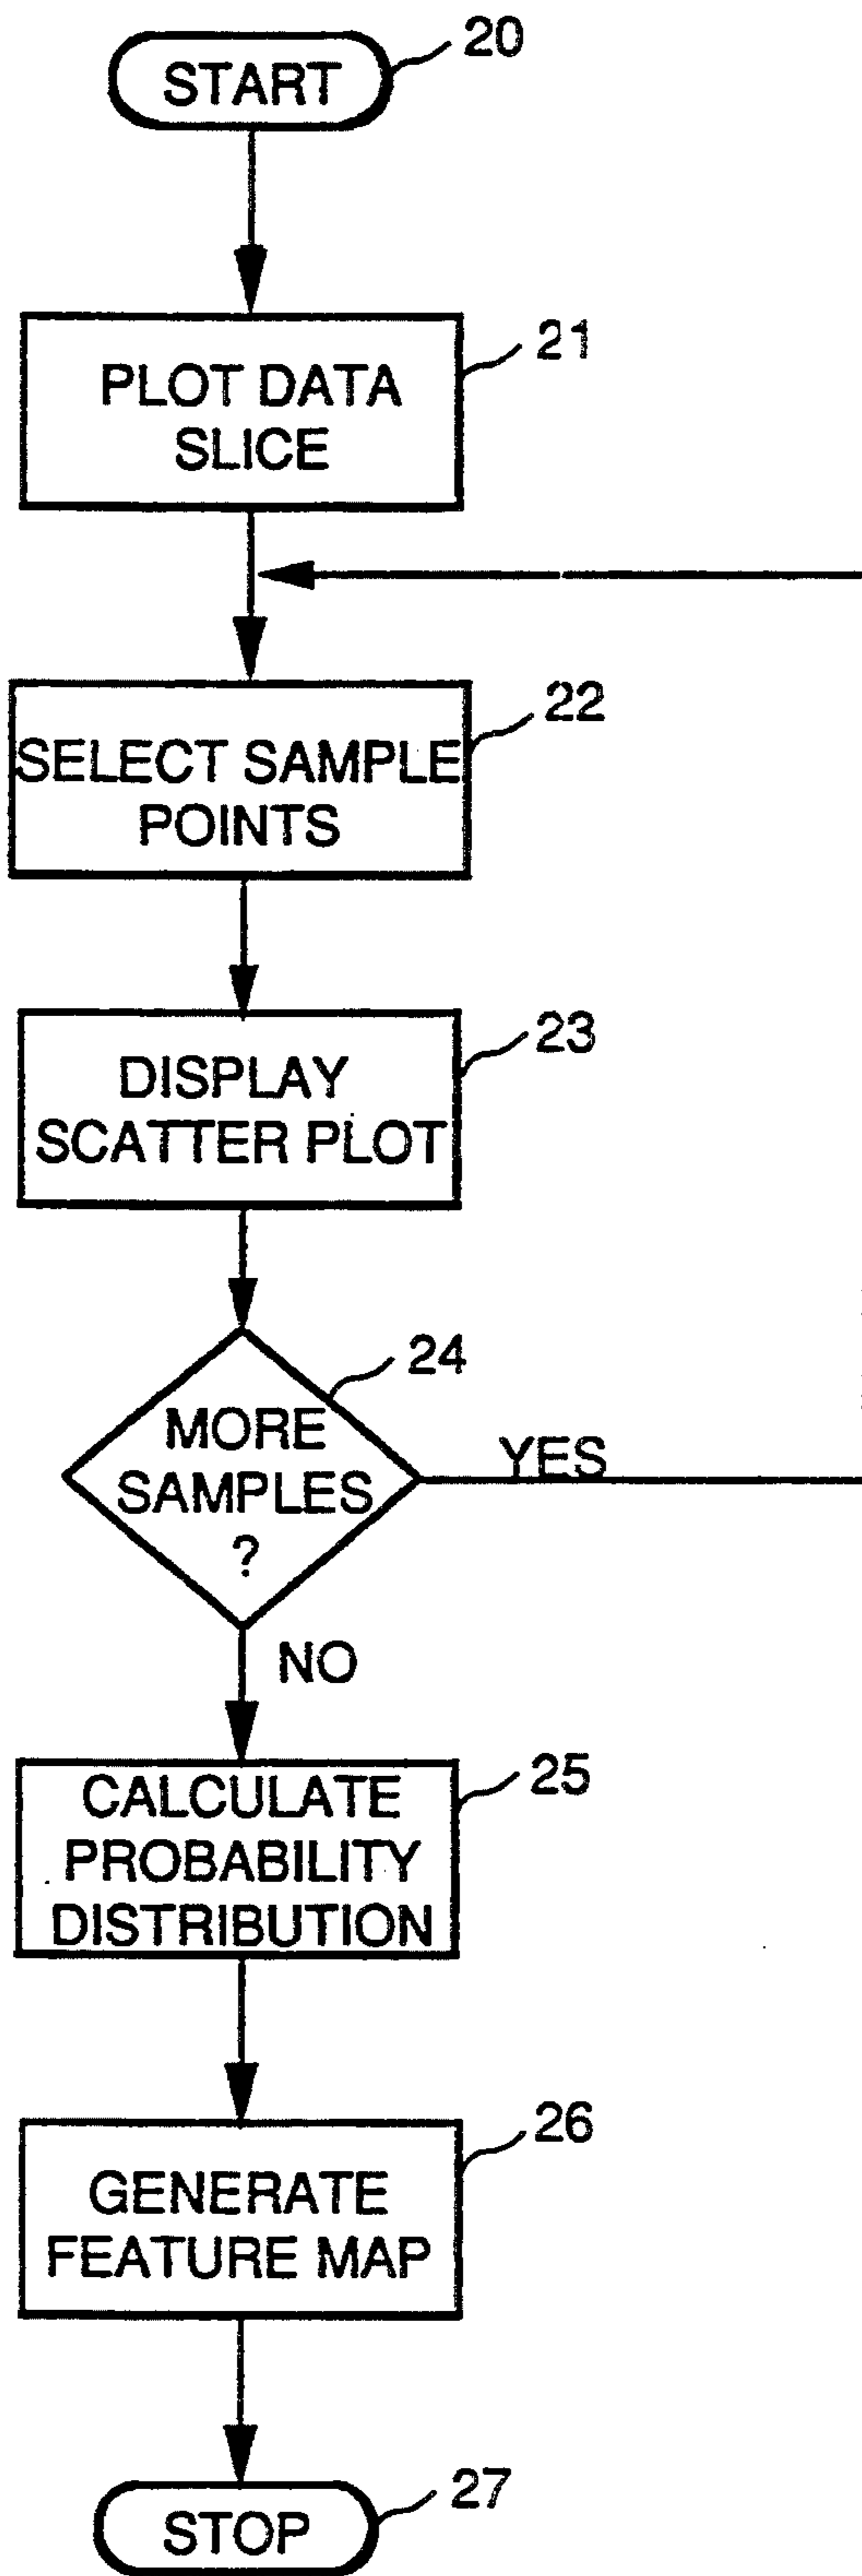 START
20
PLOT DATA
SLICE
21
SELECT SAMPLE
POINTS
22
DISPLAY
SCATTER PLOT
23
MORE
SAMPLES
?
24
YES
NO
CALCULATE
PROBABILITY
DISTRIBUTION
25
GENERATE
FEATURE MAP
26
STOP
27